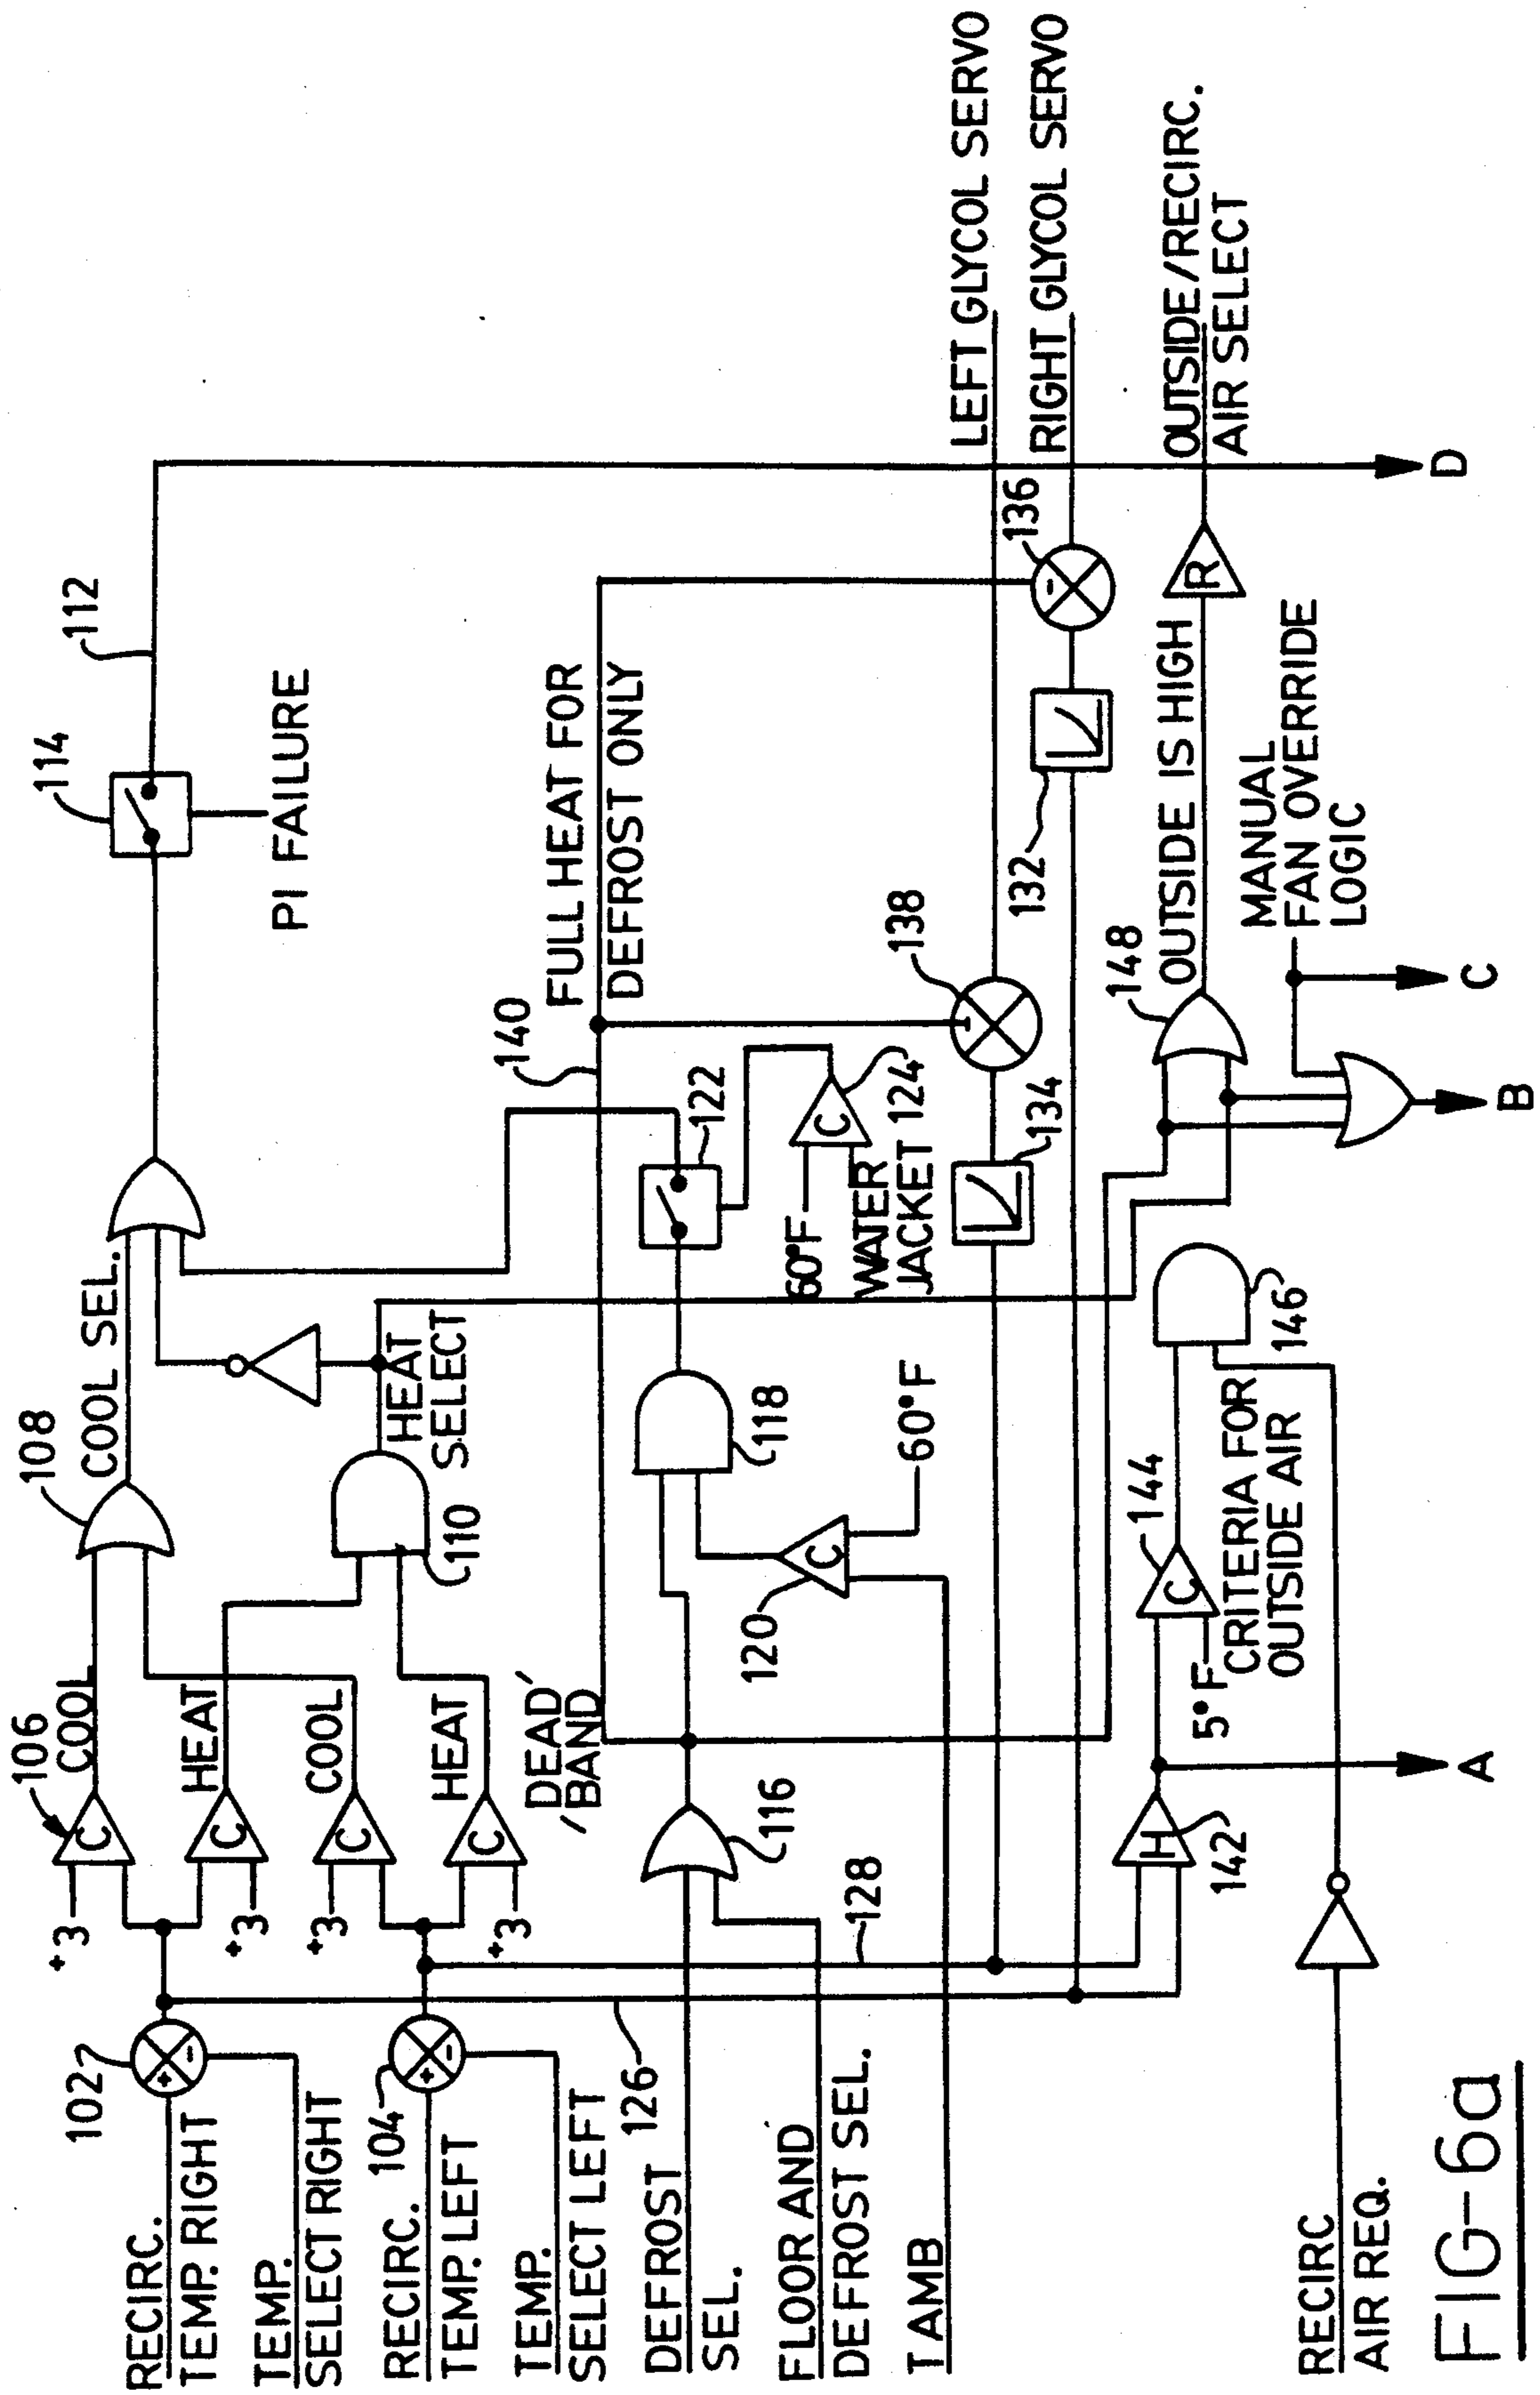 RECIRC.
TEMP. RIGHT
TEMP.
SELECT RIGHT
RECIRC.
TEMP. LEFT
TEMP.
SELECT LEFT
DEFROST
SEL.
FLOOR AND
DEFROST SEL.
T AMB
RECIRC
AIR REQ.
102
+
-
104
+
-
126
128
+3
+3
+3
+3
106
C
C
C
C
COOL
HEAT
COOL
HEAT
DEAD
BAND
108
110
COOL SEL.
HEAT
SELECT
116
118
120
C
60°F
122
60°F
WATER
JACKET
C
124
140
FULL HEAT FOR
DEFROST ONLY
114
PI FAILURE
112
134
138
-
132
136
-
LEFT GLYCOL SERVO
RIGHT GLYCOL SERVO
H
142
144
C
5°F
CRITERIA FOR
OUTSIDE AIR
146
148
OUTSIDE IS HIGH
R
OUTSIDE/RECIRC.
AIR SELECT
MANUAL
FAN OVERRIDE
LOGIC
A
B
C
D
FIG-6a